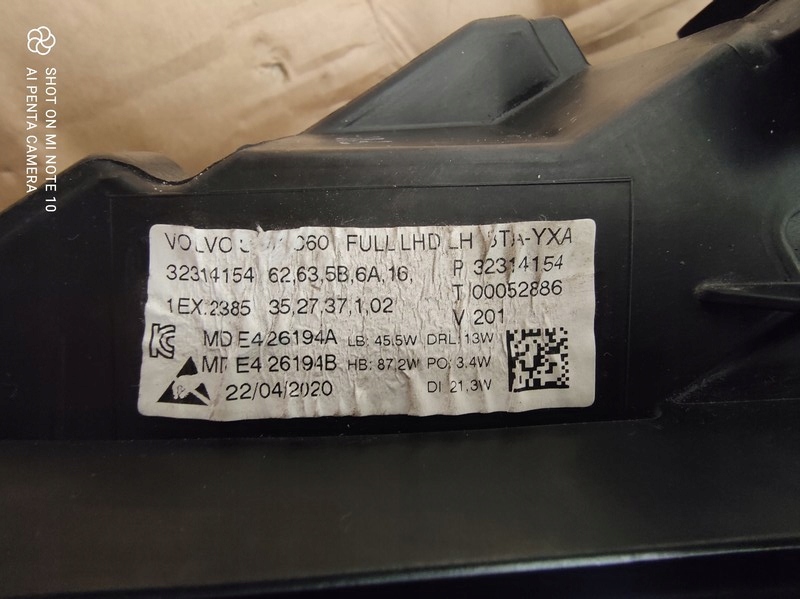 SHOT ON MI NOTE 10
AI PENTA CAMERA
VOLVO FULL LHD LH
32314154 62,63,5B,6A,16, P 32314154
T 00052886
1EX.2385 35,27,37,1,02
V 201
MD E4 26194A LB: 45,5W DRL: 13W
E4 26194B HB: 87,2W PO: 3.4W
22/04/2020 DI 21,3W